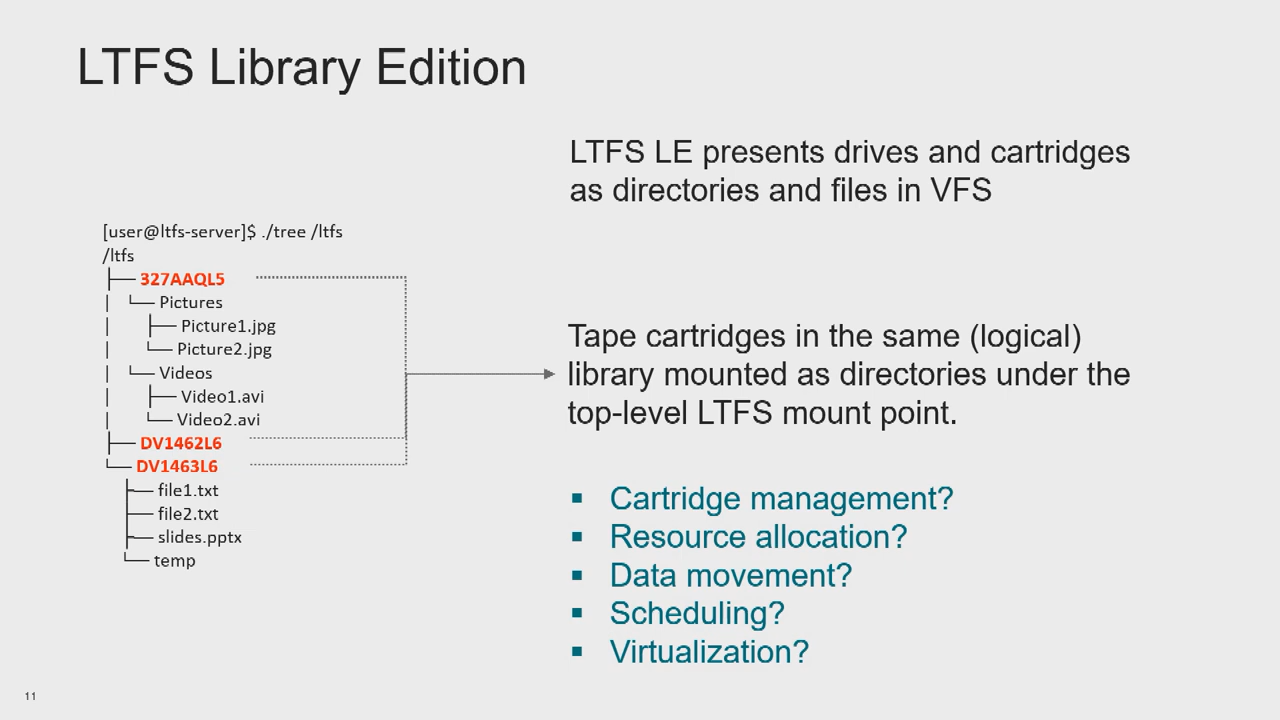 LTFS Library Edition
LTFS LE presents drives and cartridges
as directories and files in VFS
[user@ltfs-server]$ ./tree /ltfs
/ltfs
├── 327AAQL5
│ └── Pictures
│ ├── Picture1.jpg
│ └── Picture2.jpg
│ └── Videos
│ ├── Video1.avi
│ └── Video2.avi
├── DV1462L6
└── DV1463L6
├── file1.txt
├── file2.txt
├── slides.pptx
└── temp
Tape cartridges in the same (logical)
library mounted as directories under the
top-level LTFS mount point.
▪ Cartridge management?
▪ Resource allocation?
▪ Data movement?
▪ Scheduling?
▪ Virtualization?
11